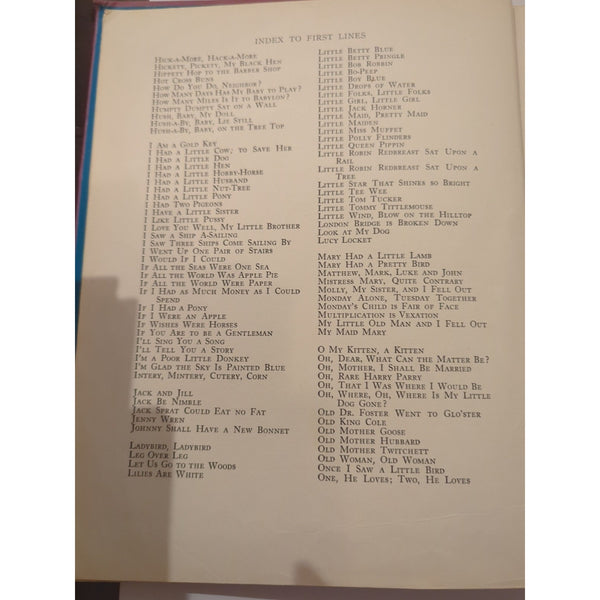 INDEX TO FIRST LINES
HICK-A-MORE, HACK-A-MORE
HICKETY, PICKETY, MY BLACK HEN
HIPPETY HOP TO THE BARBER SHOP
HOT CROSS BUNS
HOW DO YOU DO, NEIGHBOR?
HOW MANY DAYS HAS MY BABY TO PLAY?
HOW MANY MILES IS IT TO BABYLON?
HUMPTY DUMPTY SAT ON A WALL
HUSH, BABY, MY DOLL
HUSH-A-BY, BABY, LIE STILL
HUSH-A-BY, BABY, ON THE TREE TOP
I AM A GOLD KEY
I HAD A LITTLE COW; TO SAVE HER
I HAD A LITTLE DOG
I HAD A LITTLE HEN
I HAD A LITTLE HOBBY-HORSE
I HAD A LITTLE HUSBAND
I HAD A LITTLE NUT-TREE
I HAD A LITTLE PONY
I HAD TWO PIGEONS
I HAVE A LITTLE SISTER
I LIKE LITTLE PUSSY
I LOVE YOU WELL, MY LITTLE BROTHER
I SAW A SHIP A-SAILING
I SAW THREE SHIPS COME SAILING BY
I WENT UP ONE PAIR OF STAIRS
I WOULD IF I COULD
IF ALL THE SEAS WERE ONE SEA
IF ALL THE WORLD WAS APPLE PIE
IF ALL THE WORLD WERE PAPER
IF I HAD AS MUCH MONEY AS I COULD
SPEND
IF I HAD A PONY
IF I WERE AN APPLE
IF WISHES WERE HORSES
IF YOU ARE TO BE A GENTLEMAN
I'LL SING YOU A SONG
I'LL TELL YOU A STORY
I'M A POOR LITTLE DONKEY
I'M GLAD THE SKY IS PAINTED BLUE
INTERY, MINTERY, CUTERY, CORN
JACK AND JILL
JACK BE NIMBLE
JACK SPRAT COULD EAT NO FAT
JENNY WREN
JOHNNY SHALL HAVE A NEW BONNET
LADYBIRD, LADYBIRD
LEG OVER LEG
LET US GO TO THE WOODS
LILIES ARE WHITE
LITTLE BETTY BLUE
LITTLE BETTY PRINGLE
LITTLE BOB ROBBIN
LITTLE BO-PEEP
LITTLE BOY BLUE
LITTLE DROPS OF WATER
LITTLE FOLKS, LITTLE FOLKS
LITTLE GIRL, LITTLE GIRL
LITTLE JACK HORNER
LITTLE MAID, PRETTY MAID
LITTLE MAIDEN
LITTLE MISS MUFFET
LITTLE POLLY FLINDERS
LITTLE QUEEN PIPPIN
LITTLE ROBIN REDBREAST SAT UPON A
RAIL
LITTLE ROBIN REDBREAST SAT UPON A
TREE
LITTLE STAR THAT SHINES SO BRIGHT
LITTLE TEE WEE
LITTLE TOM TUCKER
LITTLE TOMMY TITTLEMOUSE
LITTLE WIND, BLOW ON THE HILLTOP
LONDON BRIDGE IS BROKEN DOWN
LOOK AT MY DOG
LUCY LOCKET
MARY HAD A LITTLE LAMB
MARY HAD A PRETTY BIRD
MATTHEW, MARK, LUKE AND JOHN
MISTRESS MARY, QUITE CONTRARY
MOLLY, MY SISTER, AND I FELL OUT
MONDAY ALONE, TUESDAY TOGETHER
MONDAY'S CHILD IS FAIR OF FACE
MULTIPLICATION IS VEXATION
MY LITTLE OLD MAN AND I FELL OUT
MY MAID MARY
O MY KITTEN, A KITTEN
OH, DEAR, WHAT CAN THE MATTER BE?
OH, MOTHER, I SHALL BE MARRIED
OH, RARE HARRY PARRY
OH, THAT I WAS WHERE I WOULD BE
OH, WHERE, OH, WHERE IS MY LITTLE
DOG GONE?
OLD DR. FOSTER WENT TO GLO'STER
OLD KING COLE
OLD MOTHER GOOSE
OLD MOTHER HUBBARD
OLD MOTHER TWITCHETT
OLD WOMAN, OLD WOMAN
ONCE I SAW A LITTLE BIRD
ONE, HE LOVES; TWO, HE LOVES